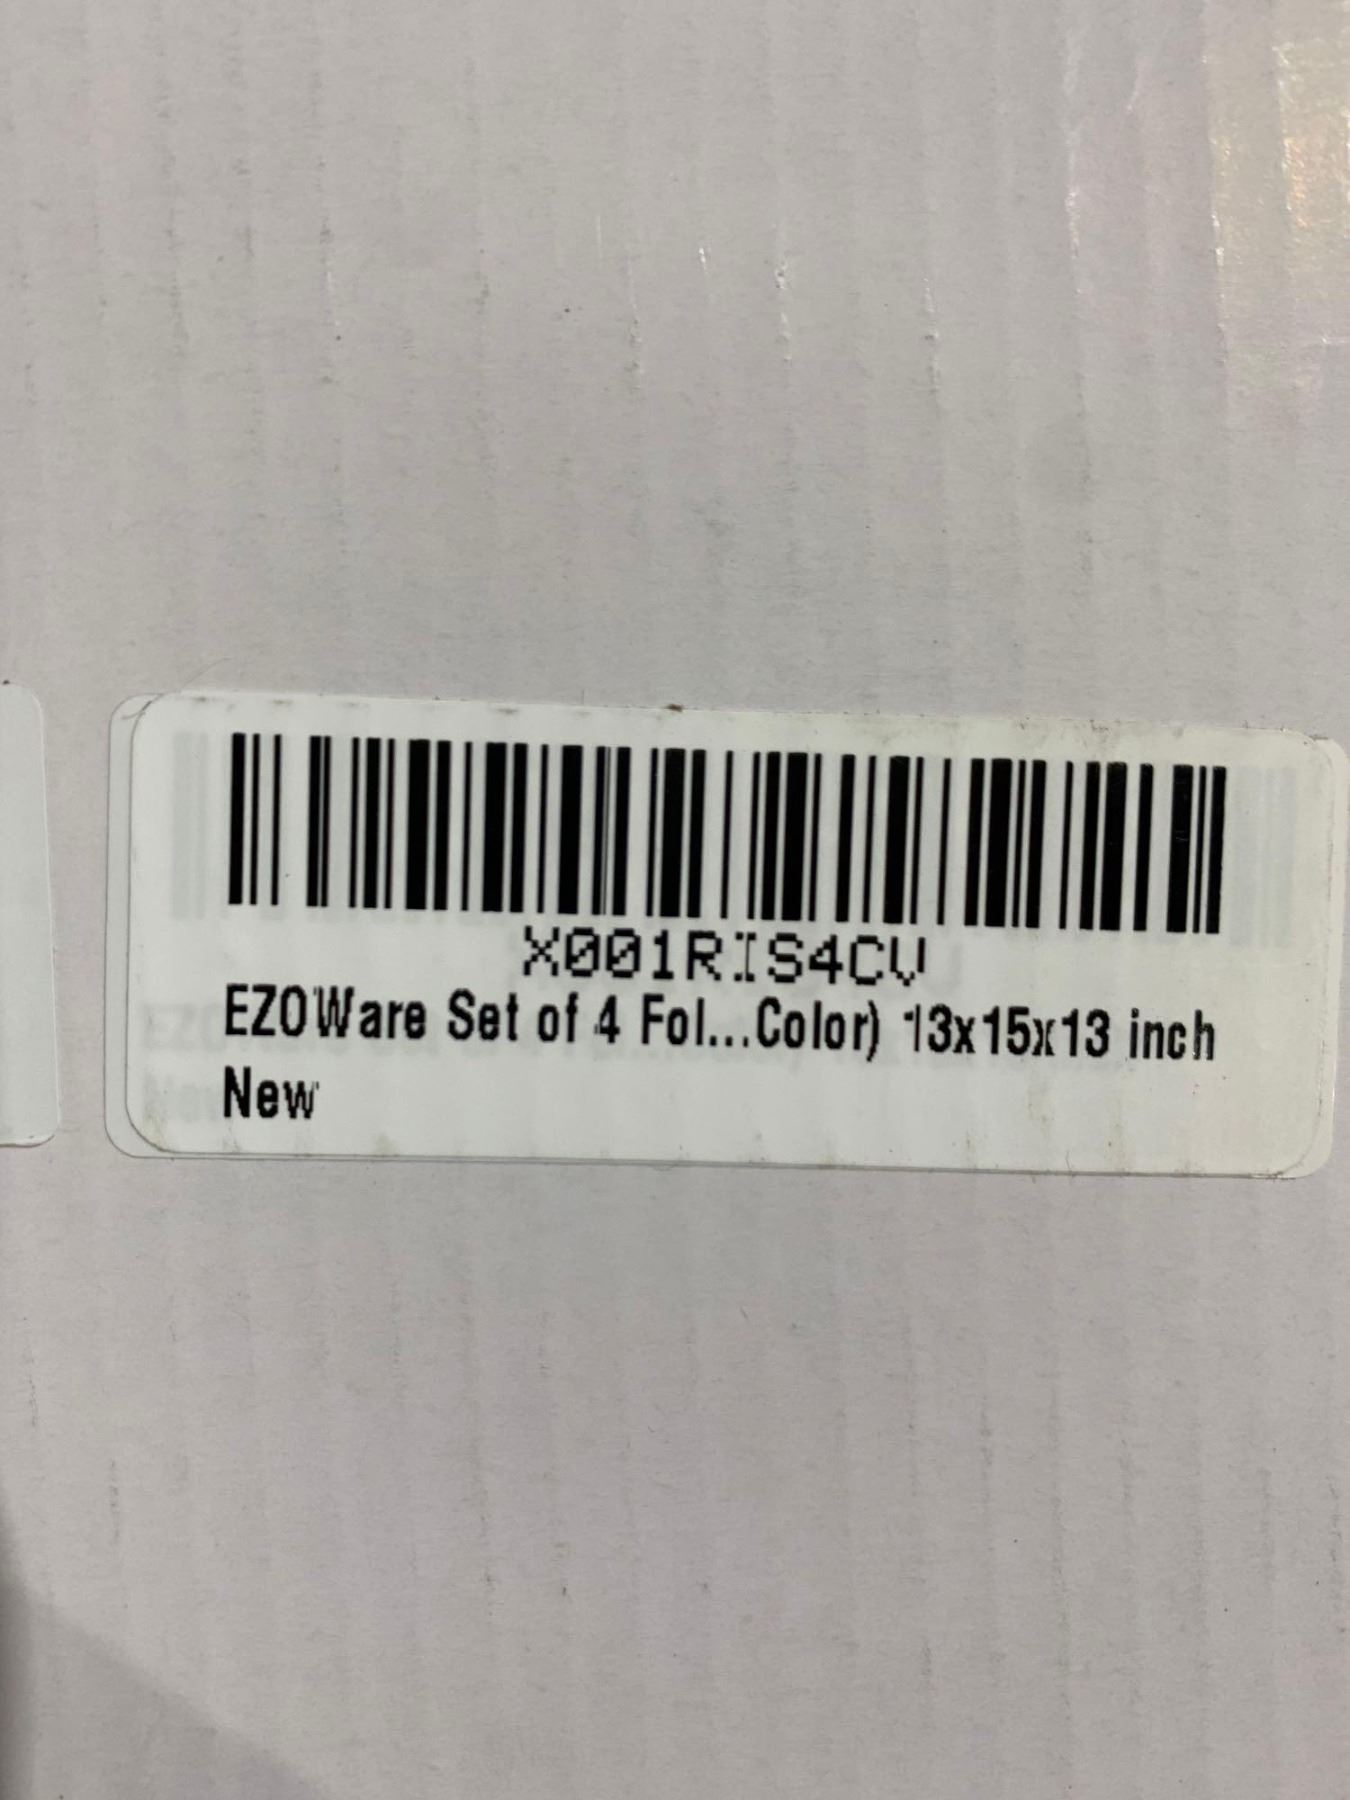 X001RIS4CV
EZOWare Set of 4 Fol...Color) 13x15x13 inch
New